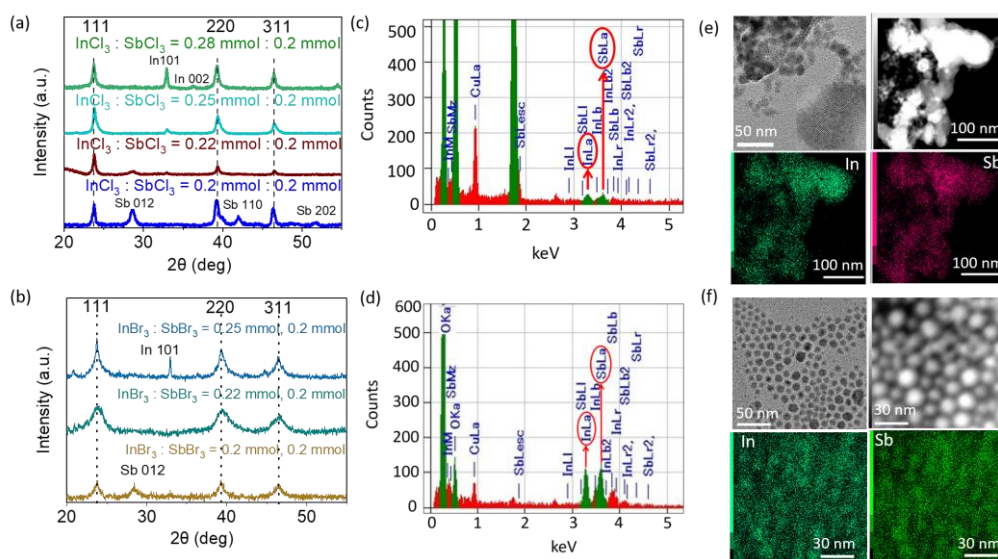 (a)
111
220
311
InCl3 : SbCl3 = 0.28 mmol : 0.2 mmol
In101
In 002
InCl3 : SbCl3 = 0.25 mmol : 0.2 mmol
InCl3 : SbCl3 = 0.22 mmol : 0.2 mmol
InCl3 : SbCl3 = 0.2 mmol : 0.2 mmol
Sb 012
Sb 110
Sb 202
Intensity (a.u.)
20 30 40 50
2θ (deg)
(b)
111
220
311
InBr3 : SbBr3 = 0.25 mmol, 0.2 mmol
In 101
InBr3 : SbBr3 = 0.22 mmol, 0.2 mmol
InBr3 : SbBr3 = 0.2 mmol, 0.2 mmol
Sb 012
Intensity (a.u.)
20 30 40 50
2θ (deg)
(c)
500
400
300
200
100
0
Counts
InM
SbMz
CuLa
SbLesc
InLl
InLa
SbLl
InLb
SbLa
SbLb
InLb2
InLr
SbLb2
InLr2,
SbLr
SbLr2,
0 1 2 3 4 5
keV
(d)
600
500
400
300
200
100
0
Counts
OKa
InM
SbMz
OKa
CuLa
SbLesc
InLl
InLa
SbLl
InLb
SbLa
SbLb
InLb2
InLr
SbLb2
InLr2,
SbLr
SbLr2,
0 1 2 3 4 5
keV
(e)
50 nm
100 nm
In
100 nm
Sb
100 nm
(f)
50 nm
30 nm
In
30 nm
Sb
30 nm